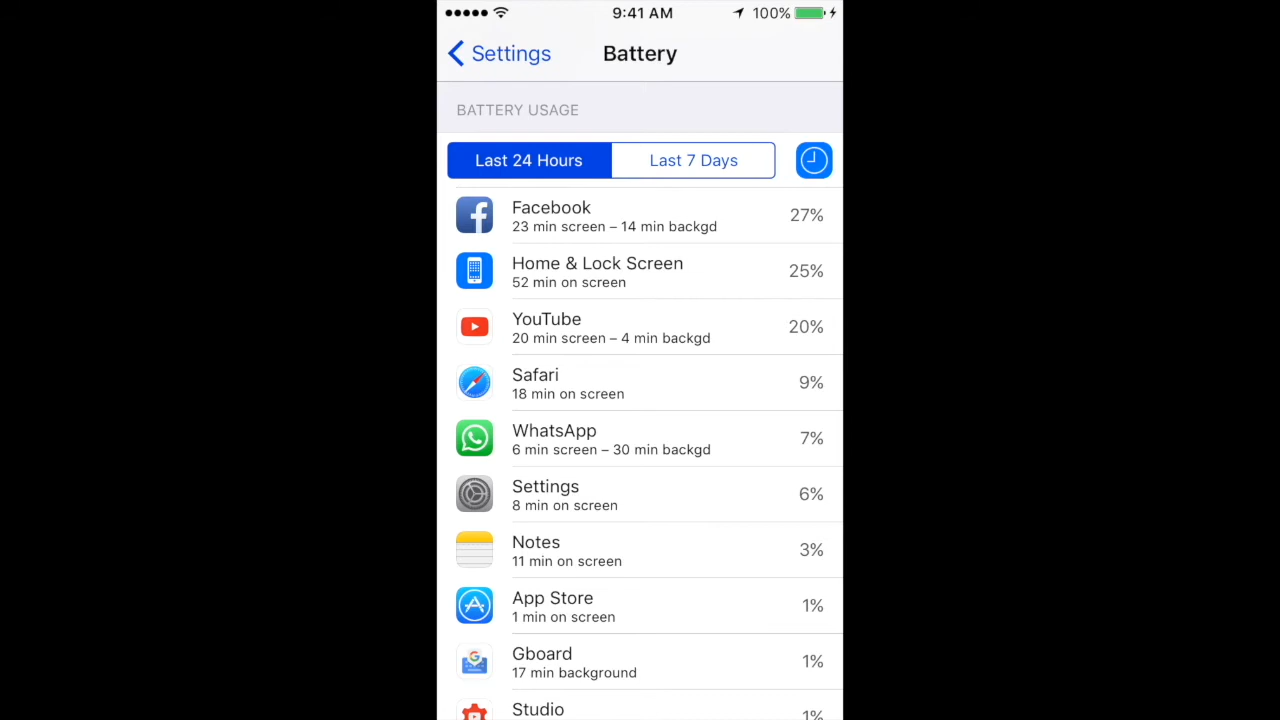 9:41 AM
100%
Settings
Battery
BATTERY USAGE
Last 24 Hours
Last 7 Days
Facebook
23 min screen – 14 min backgd
27%
Home & Lock Screen
52 min on screen
25%
YouTube
20 min screen – 4 min backgd
20%
Safari
18 min on screen
9%
WhatsApp
6 min screen – 30 min backgd
7%
Settings
8 min on screen
6%
Notes
11 min on screen
3%
App Store
1 min on screen
1%
Gboard
17 min background
1%
Studio
1%